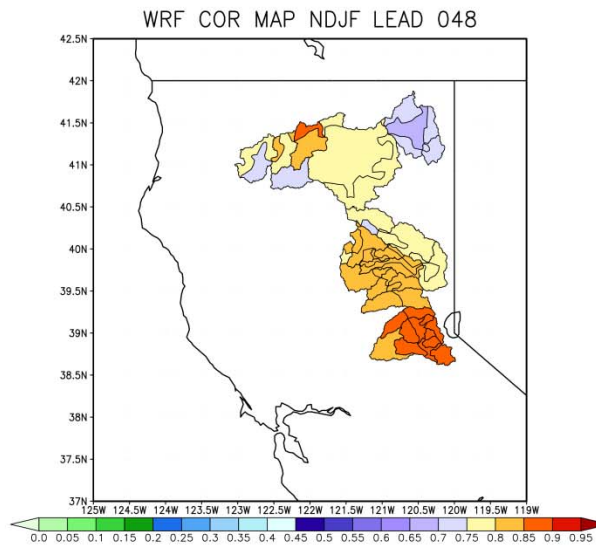 WRF COR MAP NDJF LEAD 048
42.5N
42N
41.5N
41N
40.5N
40N
39.5N
39N
38.5N
38N
37.5N
37N
125W 124.5W 124W 123.5W 123W 122.5W 122W 121.5W 121W 120.5W 120W 119.5W 119W
0.0 0.05 0.1 0.15 0.2 0.25 0.3 0.35 0.4 0.45 0.5 0.55 0.6 0.65 0.7 0.75 0.8 0.85 0.9 0.95